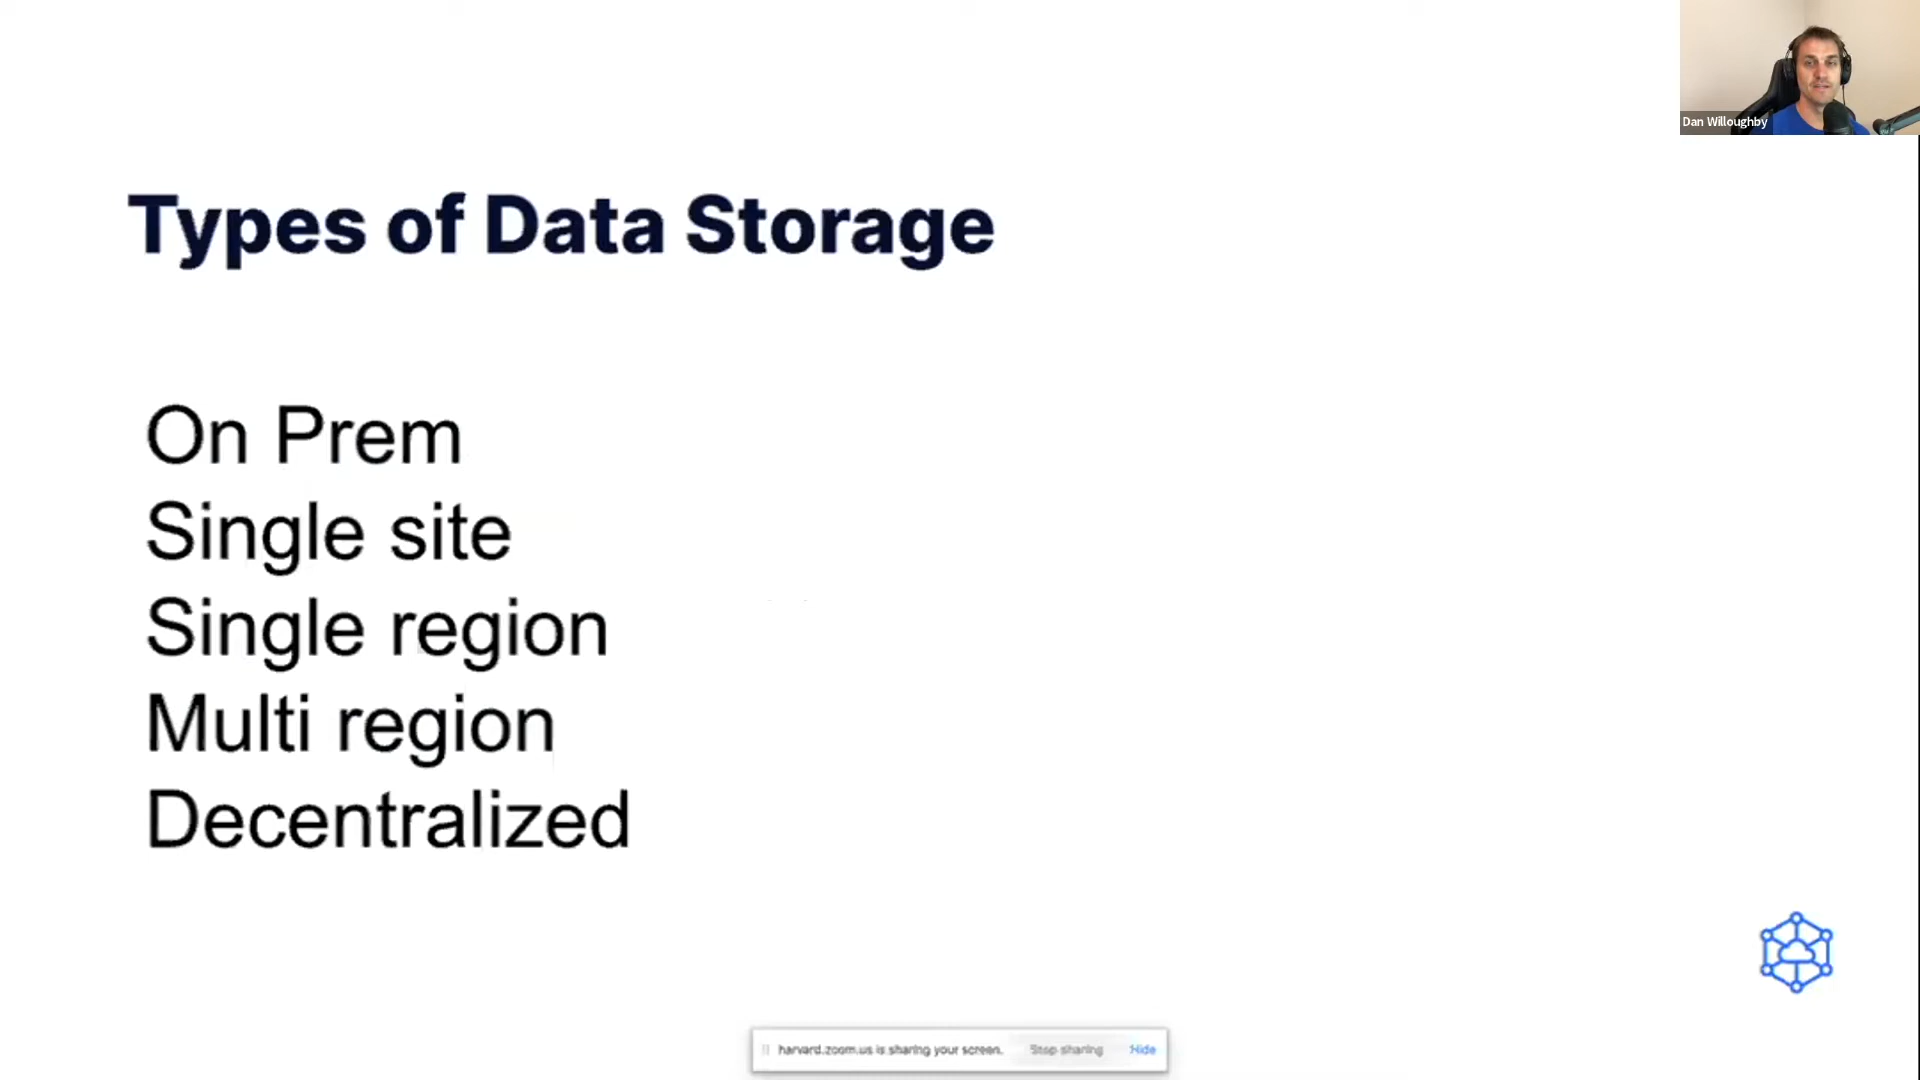 Dan Willoughby
Types of Data Storage
On Prem
Single site
Single region
Multi region
Decentralized
harvard.zoom.us is sharing your screen. Stop sharing Hide